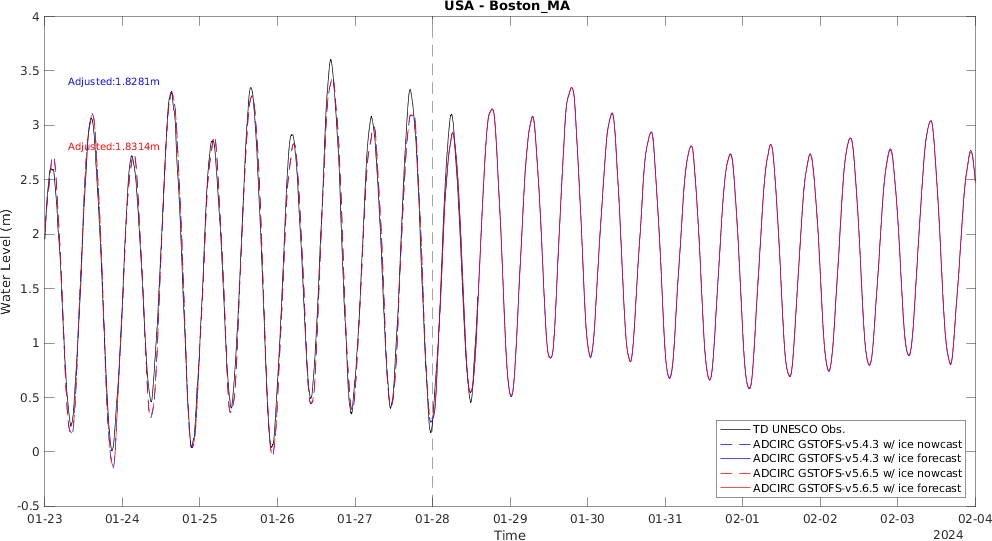 USA - Boston_MA
4
3.5
3
2.5
2
1.5
1
0.5
0
-0.5
Water Level (m)
Adjusted:1.8281m
Adjusted:1.8314m
TD UNESCO Obs.
ADCIRC GSTOFS-v5.4.3 w/ ice nowcast
ADCIRC GSTOFS-v5.4.3 w/ ice forecast
ADCIRC GSTOFS-v5.6.5 w/ ice nowcast
ADCIRC GSTOFS-v5.6.5 w/ ice forecast
01-23 01-24 01-25 01-26 01-27 01-28 01-29 01-30 01-31 02-01 02-02 02-03 02-04
Time
2024